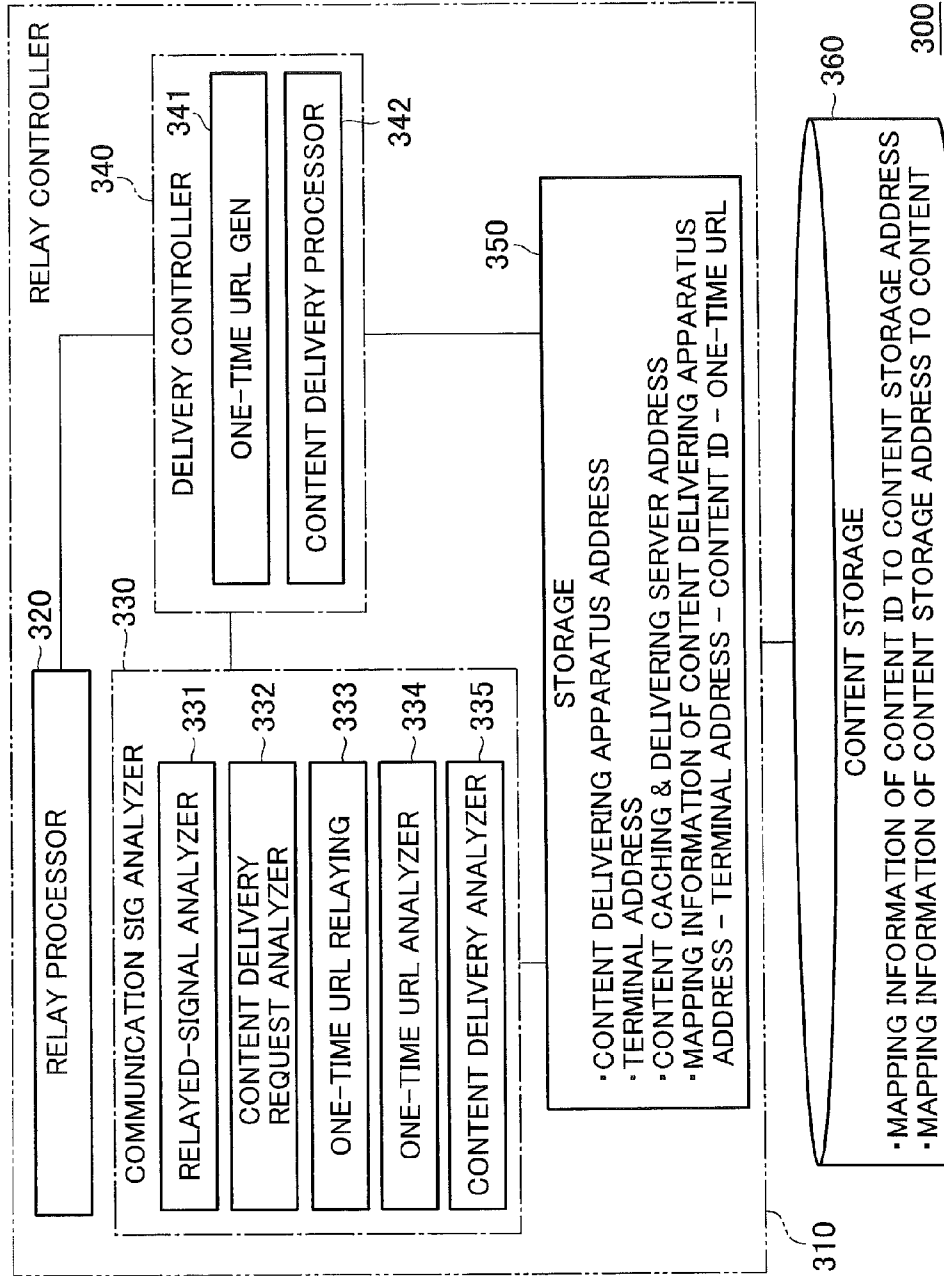 RELAY CONTROLLER
320
RELAY PROCESSOR
330
COMMUNICATION SIG ANALYZER
RELAYED-SIGNAL ANALYZER
331
CONTENT DELIVERY
REQUEST ANALYZER
332
ONE-TIME URL RELAYING
333
ONE-TIME URL ANALYZER
334
CONTENT DELIVERY ANALYZER
335
340
DELIVERY CONTROLLER
341
ONE-TIME URL GEN
CONTENT DELIVERY PROCESSOR
342
350
STORAGE
・CONTENT DELIVERING APPARATUS ADDRESS
・TERMINAL ADDRESS
・CONTENT CACHING & DELIVERING SERVER ADDRESS
・MAPPING INFORMATION OF CONTENT DELIVERING APPARATUS
ADDRESS – TERMINAL ADDRESS – CONTENT ID – ONE-TIME URL
310
360
CONTENT STORAGE
・MAPPING INFORMATION OF CONTENT ID TO CONTENT STORAGE ADDRESS
・MAPPING INFORMATION OF CONTENT STORAGE ADDRESS TO CONTENT
300